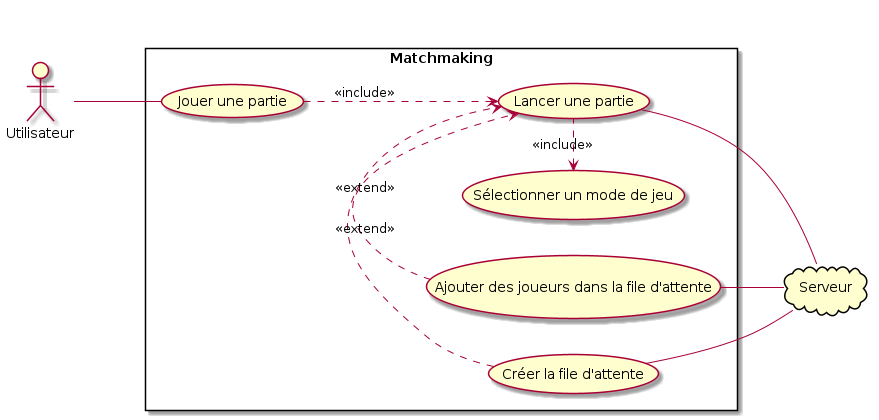 Matchmaking
Utilisateur
Jouer une partie
«include»
Lancer une partie
«include»
Sélectionner un mode de jeu
«extend»
«extend»
Ajouter des joueurs dans la file d'attente
Serveur
Créer la file d'attente